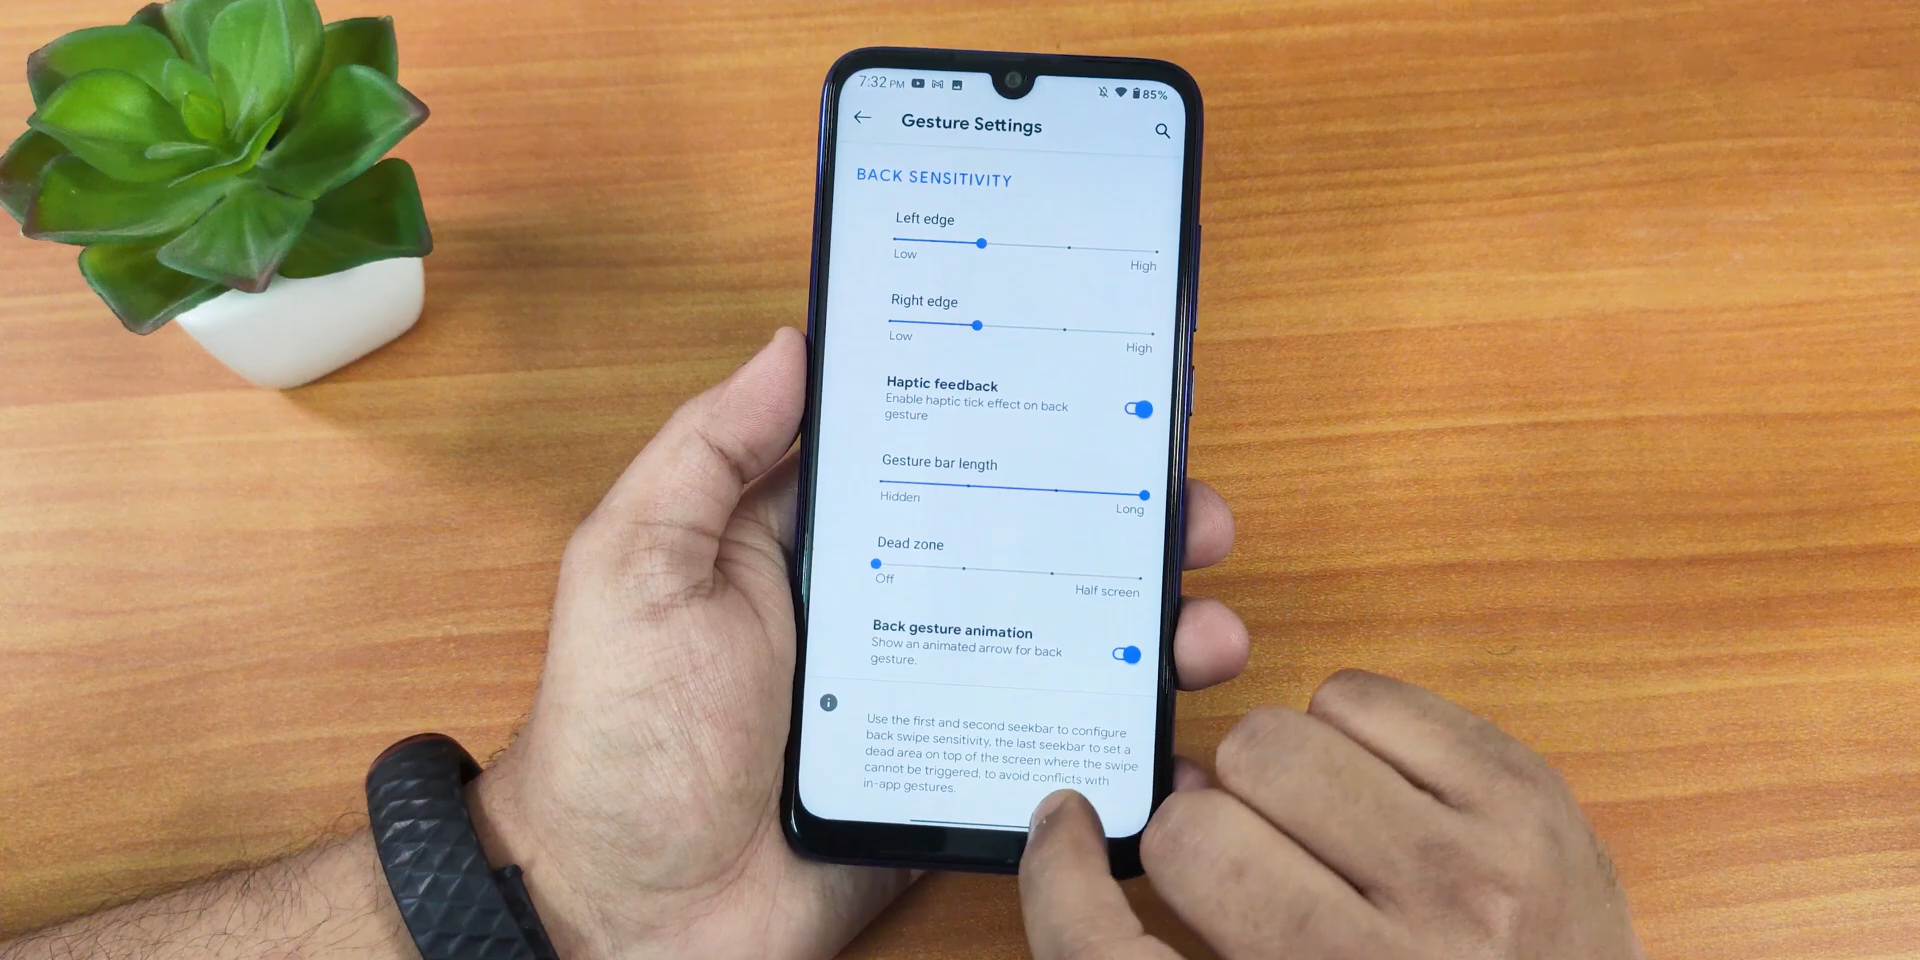 7:32 PM 85%
Gesture Settings
BACK SENSITIVITY
Left edge
Low High
Right edge
Low High
Haptic feedback
Enable haptic tick effect on back
gesture
Gesture bar length
Hidden Long
Dead zone
Off Half screen
Back gesture animation
Show an animated arrow for back
gesture.
Use the first and second seekbar to configure
back swipe sensitivity, the last seekbar to set a
dead area on top of the screen where the swipe
cannot be triggered, to avoid conflicts with
in-app gestures.